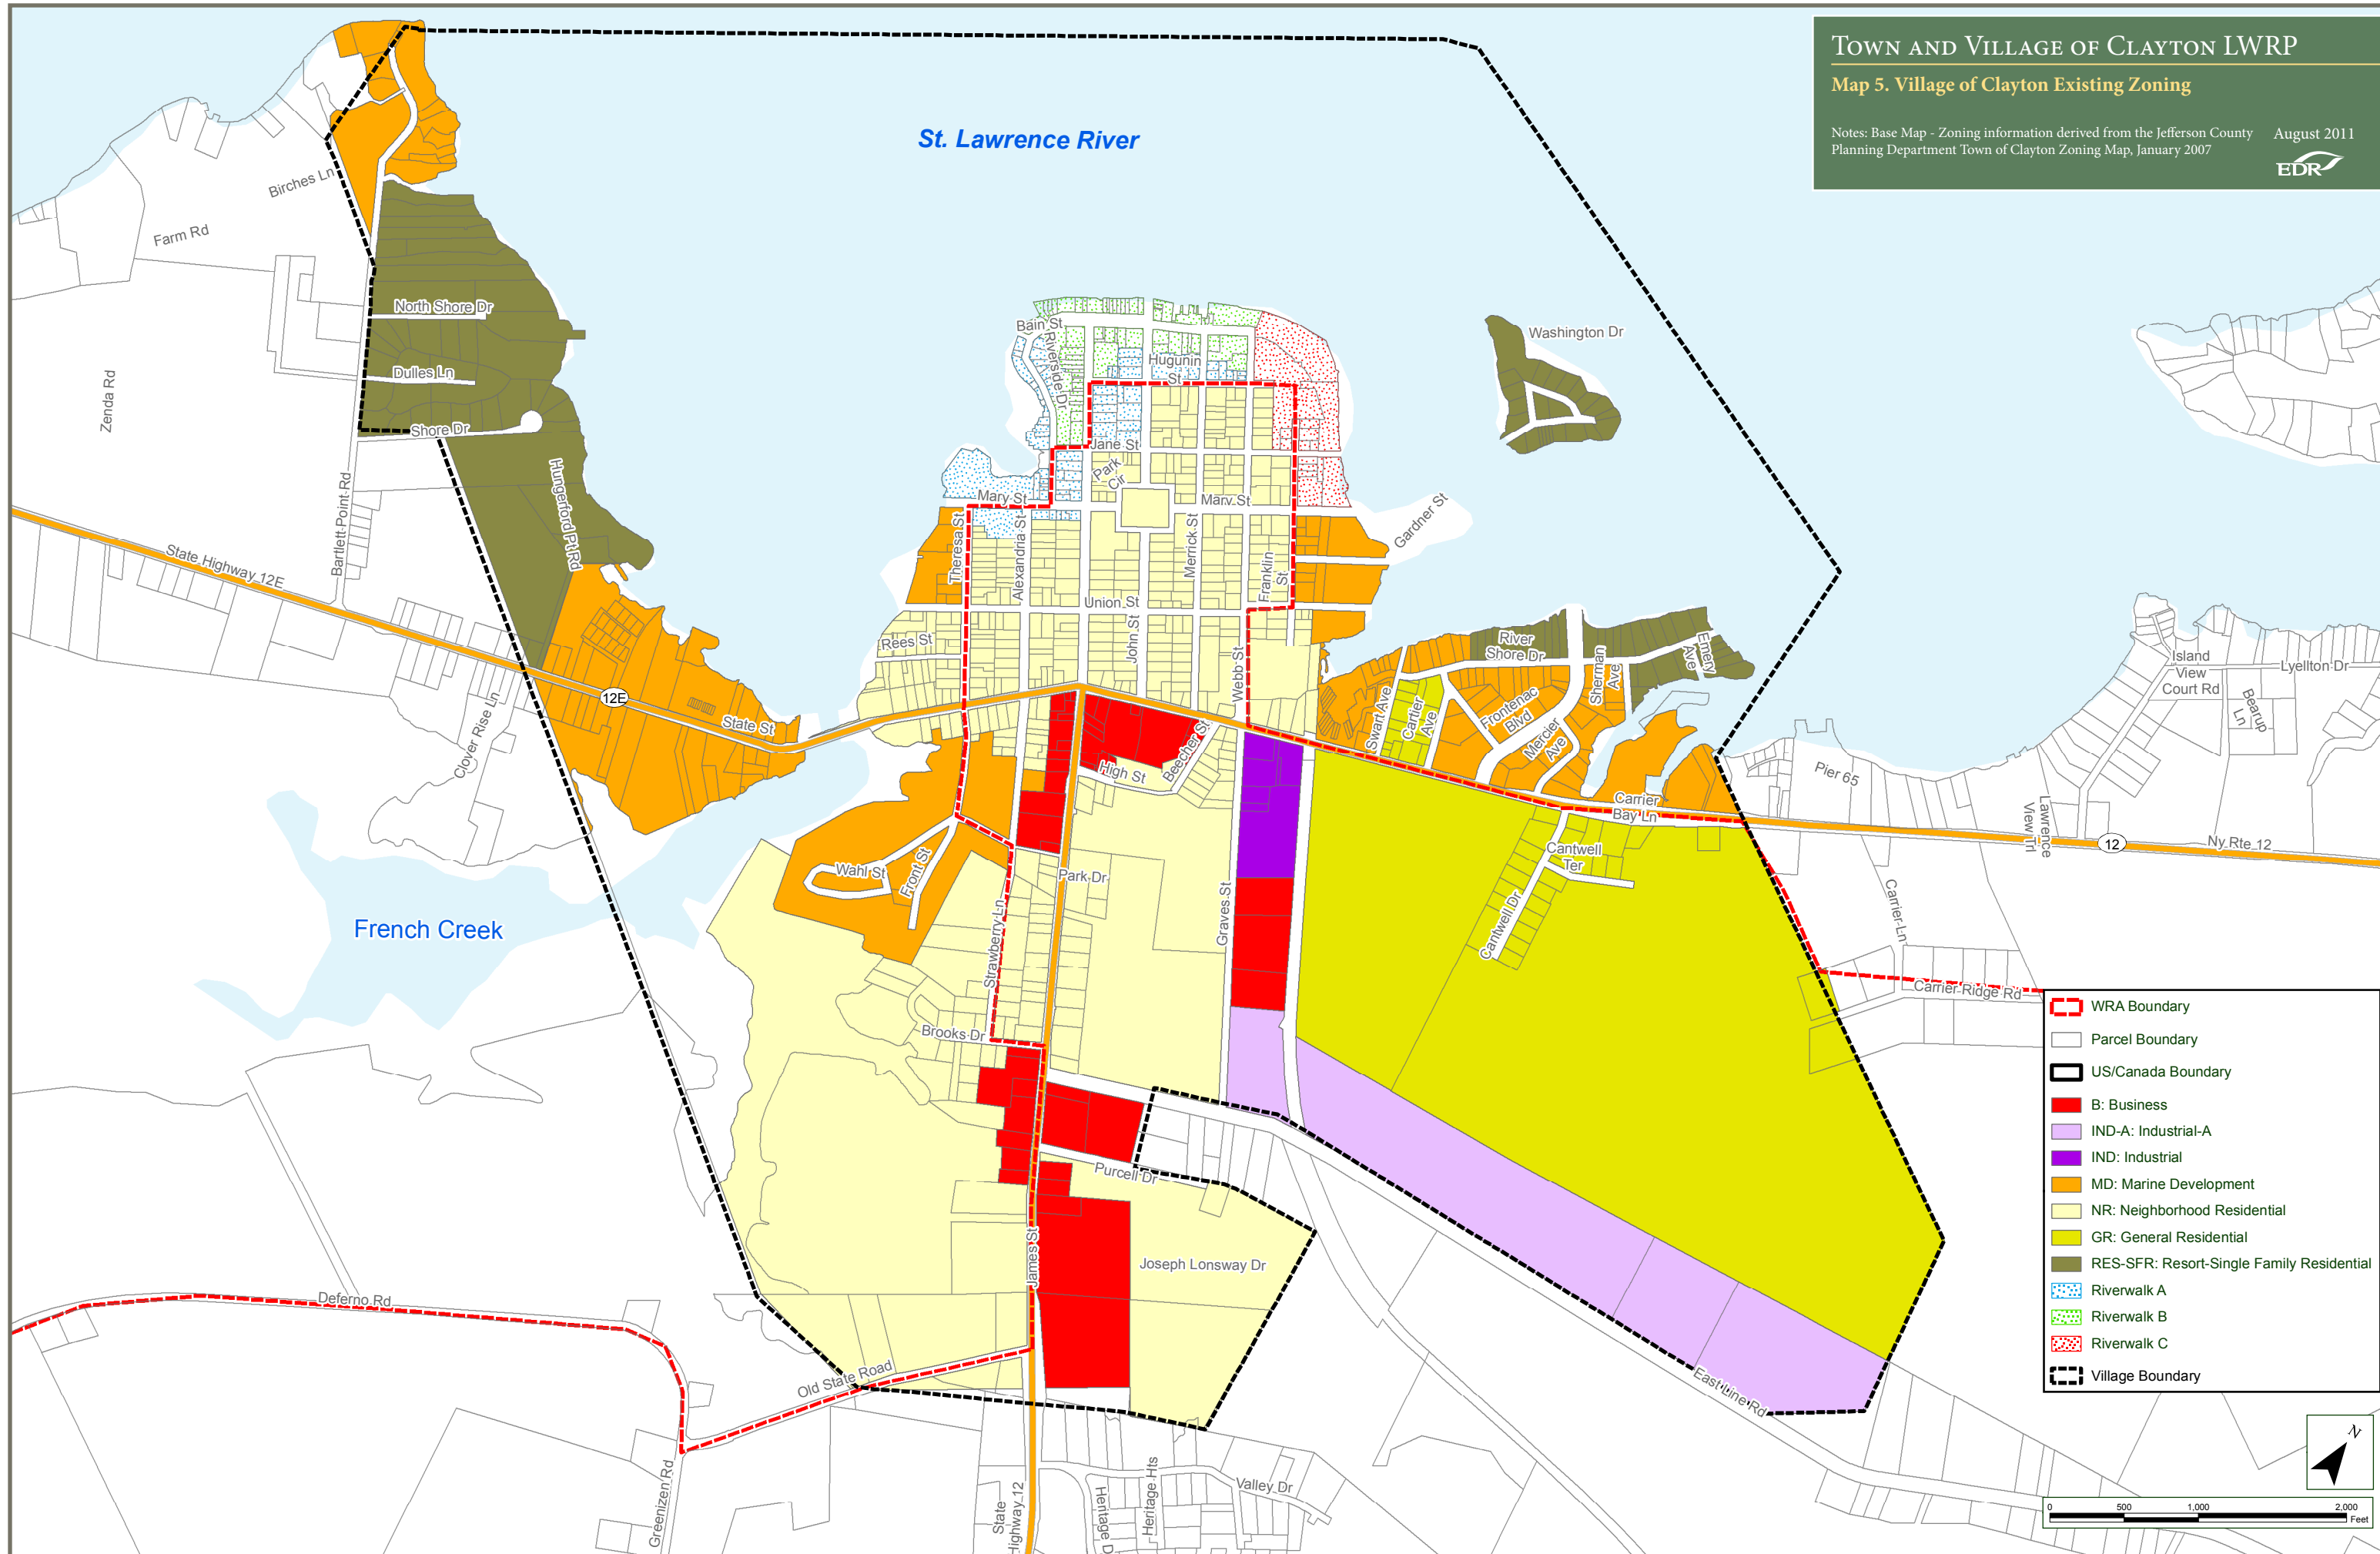 TOWN AND VILLAGE OF CLAYTON LWRP
Map 5. Village of Clayton Existing Zoning
Notes: Base Map - Zoning information derived from the Jefferson County
Planning Department Town of Clayton Zoning Map, January 2007
August 2011
EDR
St. Lawrence River
Birches Ln
Farm Rd
North Shore Dr
Dulles Ln
Shore Dr
Zenda Rd
Bartlett Point Rd
Hungerford Pt Rd
State Highway 12E
12E
State St
Clover Rise Ln
French Creek
Bain St
Riverside Dr
Hugunin
St
Washington Dr
Jane St
Park
Cir
Mary St
Mary St
Gardner St
Theresa St
Alexandria St
Merrick St
Franklin
St
Union St
Rees St
John St
Webb St
River
Shore Dr
Emery
Ave
Sherman
Ave
Swart Ave
Cartier
Ave
Frontenac
Blvd
Mercier
Ave
Island
View
Court Rd
Lyellton Dr
Bearup
Ln
Pier 65
Lawrence
View Trl
12
Ny Rte 12
Carrier
Bay Ln
High St
Beecher St
Wahl St
Front St
Park Dr
Strawberry Ln
Graves St
Cantwell
Ter
Cantwell Dr
Carrier Ln
Carrier Ridge Rd
Brooks Dr
Purcell Dr
James St
Joseph Lonsway Dr
Deferno Rd
Old State Road
East Line Rd
Greenizen Rd
State
Highway 12
Heritage D
Heritage Hts
Valley Dr
WRA Boundary
Parcel Boundary
US/Canada Boundary
B: Business
IND-A: Industrial-A
IND: Industrial
MD: Marine Development
NR: Neighborhood Residential
GR: General Residential
RES-SFR: Resort-Single Family Residential
Riverwalk A
Riverwalk B
Riverwalk C
Village Boundary
N
0 500 1,000 2,000
Feet